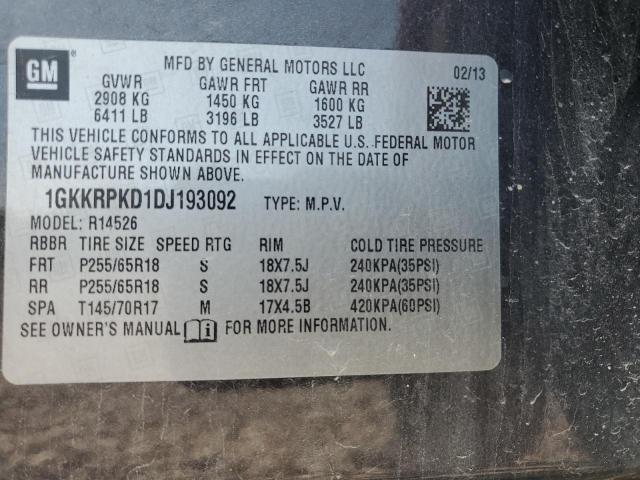 GM
®
MFD BY GENERAL MOTORS LLC
02/13
GVWR GAWR FRT GAWR RR
2908 KG 1450 KG 1600 KG
6411 LB 3196 LB 3527 LB
THIS VEHICLE CONFORMS TO ALL APPLICABLE U.S. FEDERAL MOTOR
VEHICLE SAFETY STANDARDS IN EFFECT ON THE DATE OF
MANUFACTURE SHOWN ABOVE.
1GKKRPKD1DJ193092 TYPE: M.P.V.
MODEL: R14526
RBBR TIRE SIZE SPEED RTG RIM COLD TIRE PRESSURE
FRT P255/65R18 S 18X7.5J 240KPA(35PSI)
RR P255/65R18 S 18X7.5J 240KPA(35PSI)
SPA T145/70R17 M 17X4.5B 420KPA(60PSI)
SEE OWNER'S MANUAL i FOR MORE INFORMATION.